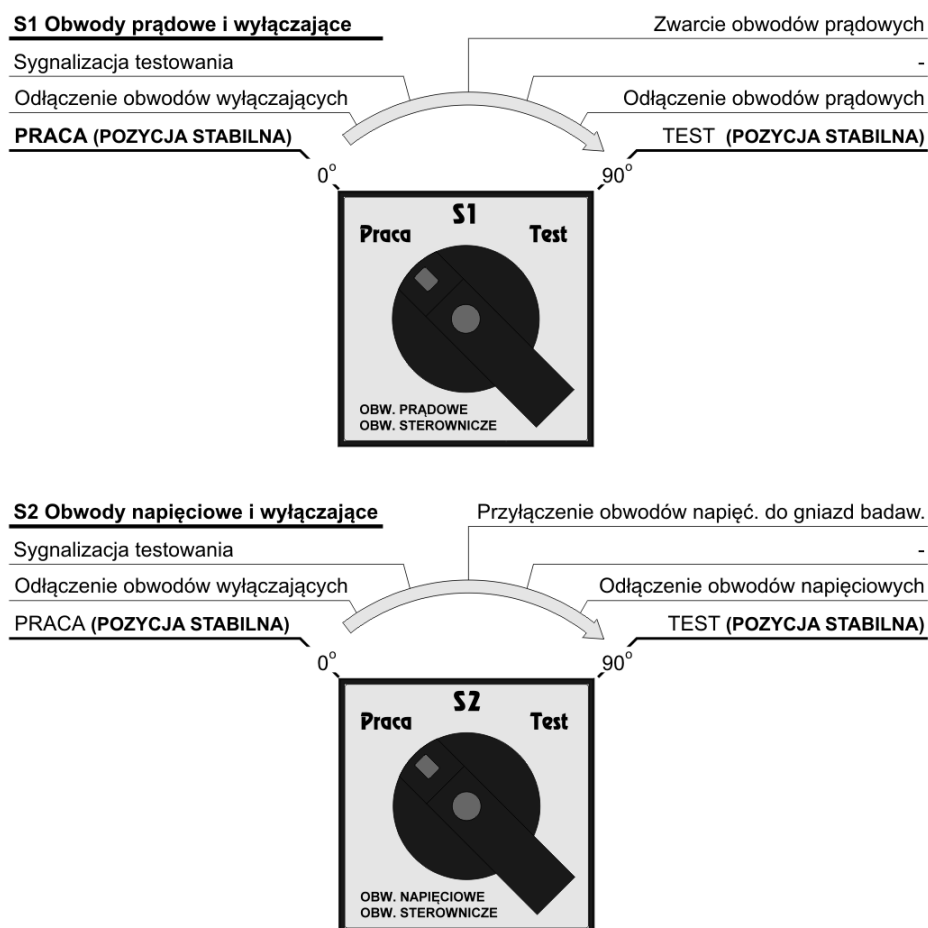 S1 Obwody prądowe i wyłączające
Zwarcie obwodów prądowych
Sygnalizacja testowania
-
Odłączenie obwodów wyłączających
Odłączenie obwodów prądowych
PRACA (POZYCJA STABILNA)
TEST (POZYCJA STABILNA)
0°
90°
S1
Praca
Test
OBW. PRĄDOWE
OBW. STEROWNICZE
S2 Obwody napięciowe i wyłączające
Przyłączenie obwodów napięć. do gniazd badaw.
Sygnalizacja testowania
-
Odłączenie obwodów wyłączających
Odłączenie obwodów napięciowych
PRACA (POZYCJA STABILNA)
TEST (POZYCJA STABILNA)
0°
90°
S2
Praca
Test
OBW. NAPIĘCIOWE
OBW. STEROWNICZE